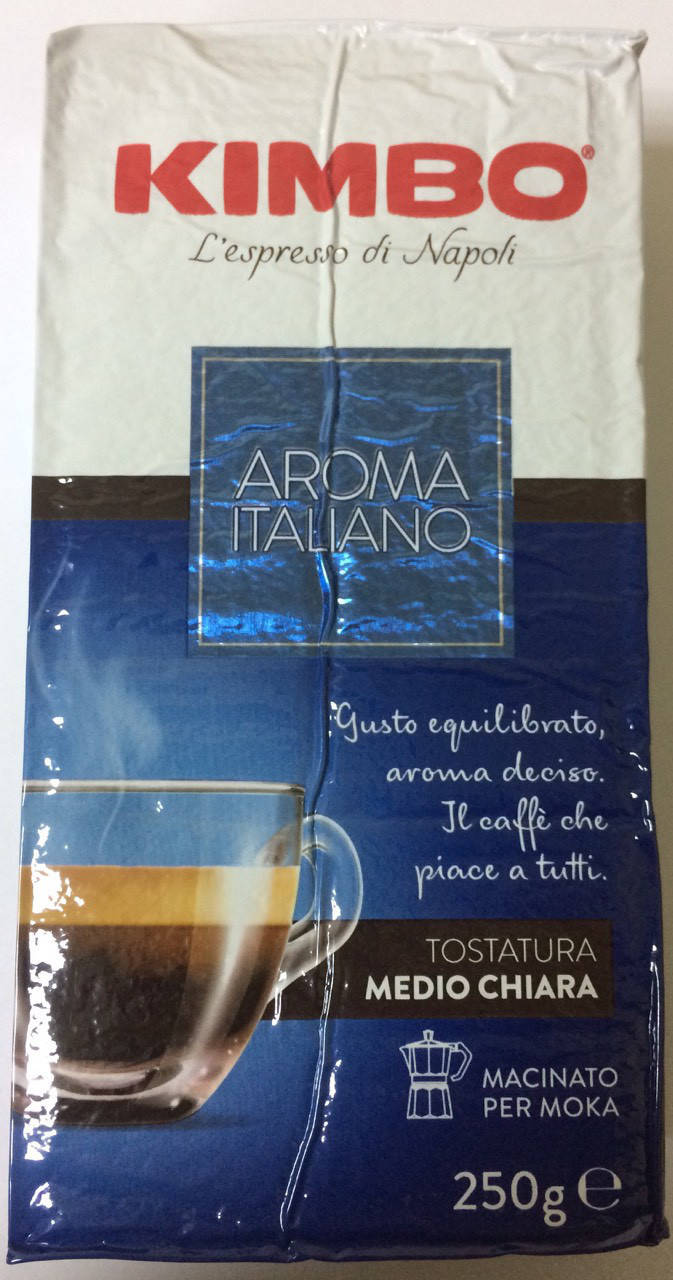 KIMBO®
L'espresso di Napoli
AROMA
ITALIANO
Gusto equilibrato,
aroma deciso.
Il caffè che
piace a tutti.
TOSTATURA
MEDIO CHIARA
MACINATO
PER MOKA
250g ℮